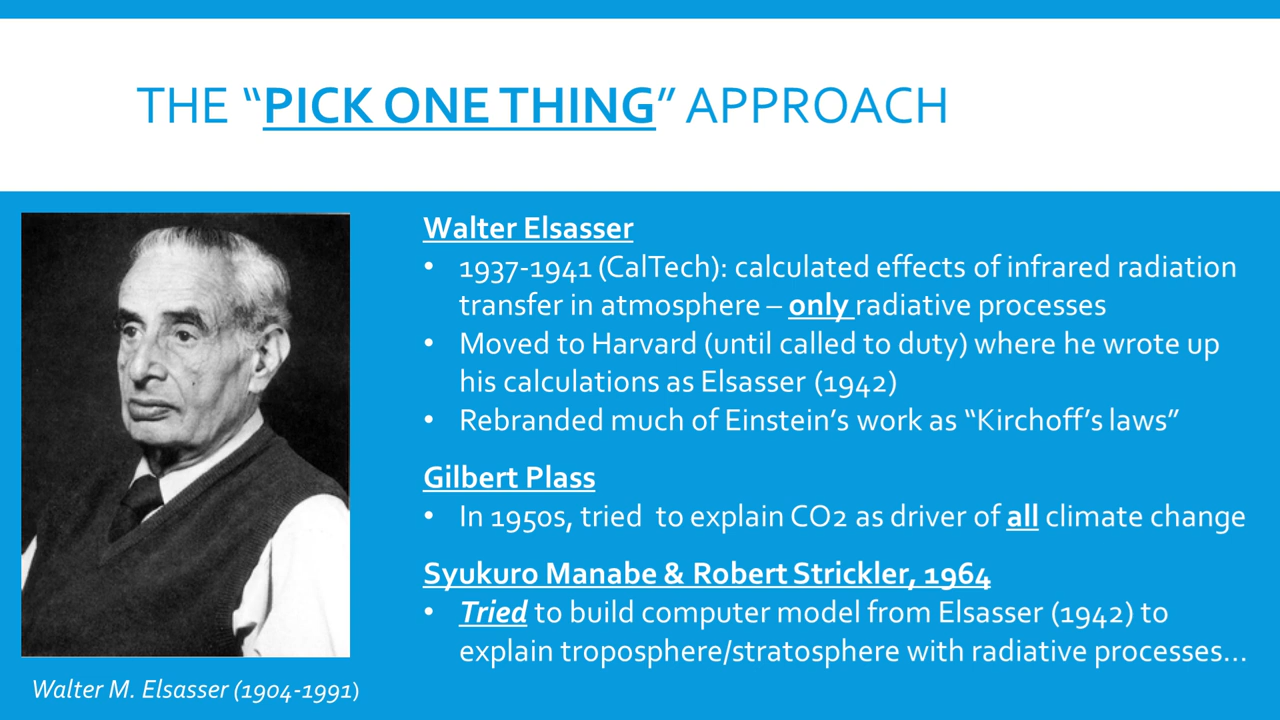 THE “PICK ONE THING” APPROACH
Walter Elsasser
• 1937-1941 (CalTech): calculated effects of infrared radiation
transfer in atmosphere – only radiative processes
• Moved to Harvard (until called to duty) where he wrote up
his calculations as Elsasser (1942)
• Rebranded much of Einstein’s work as “Kirchoff’s laws”
Gilbert Plass
• In 1950s, tried to explain CO2 as driver of all climate change
Syukuro Manabe & Robert Strickler, 1964
• Tried to build computer model from Elsasser (1942) to
explain troposphere/stratosphere with radiative processes…
Walter M. Elsasser (1904-1991)